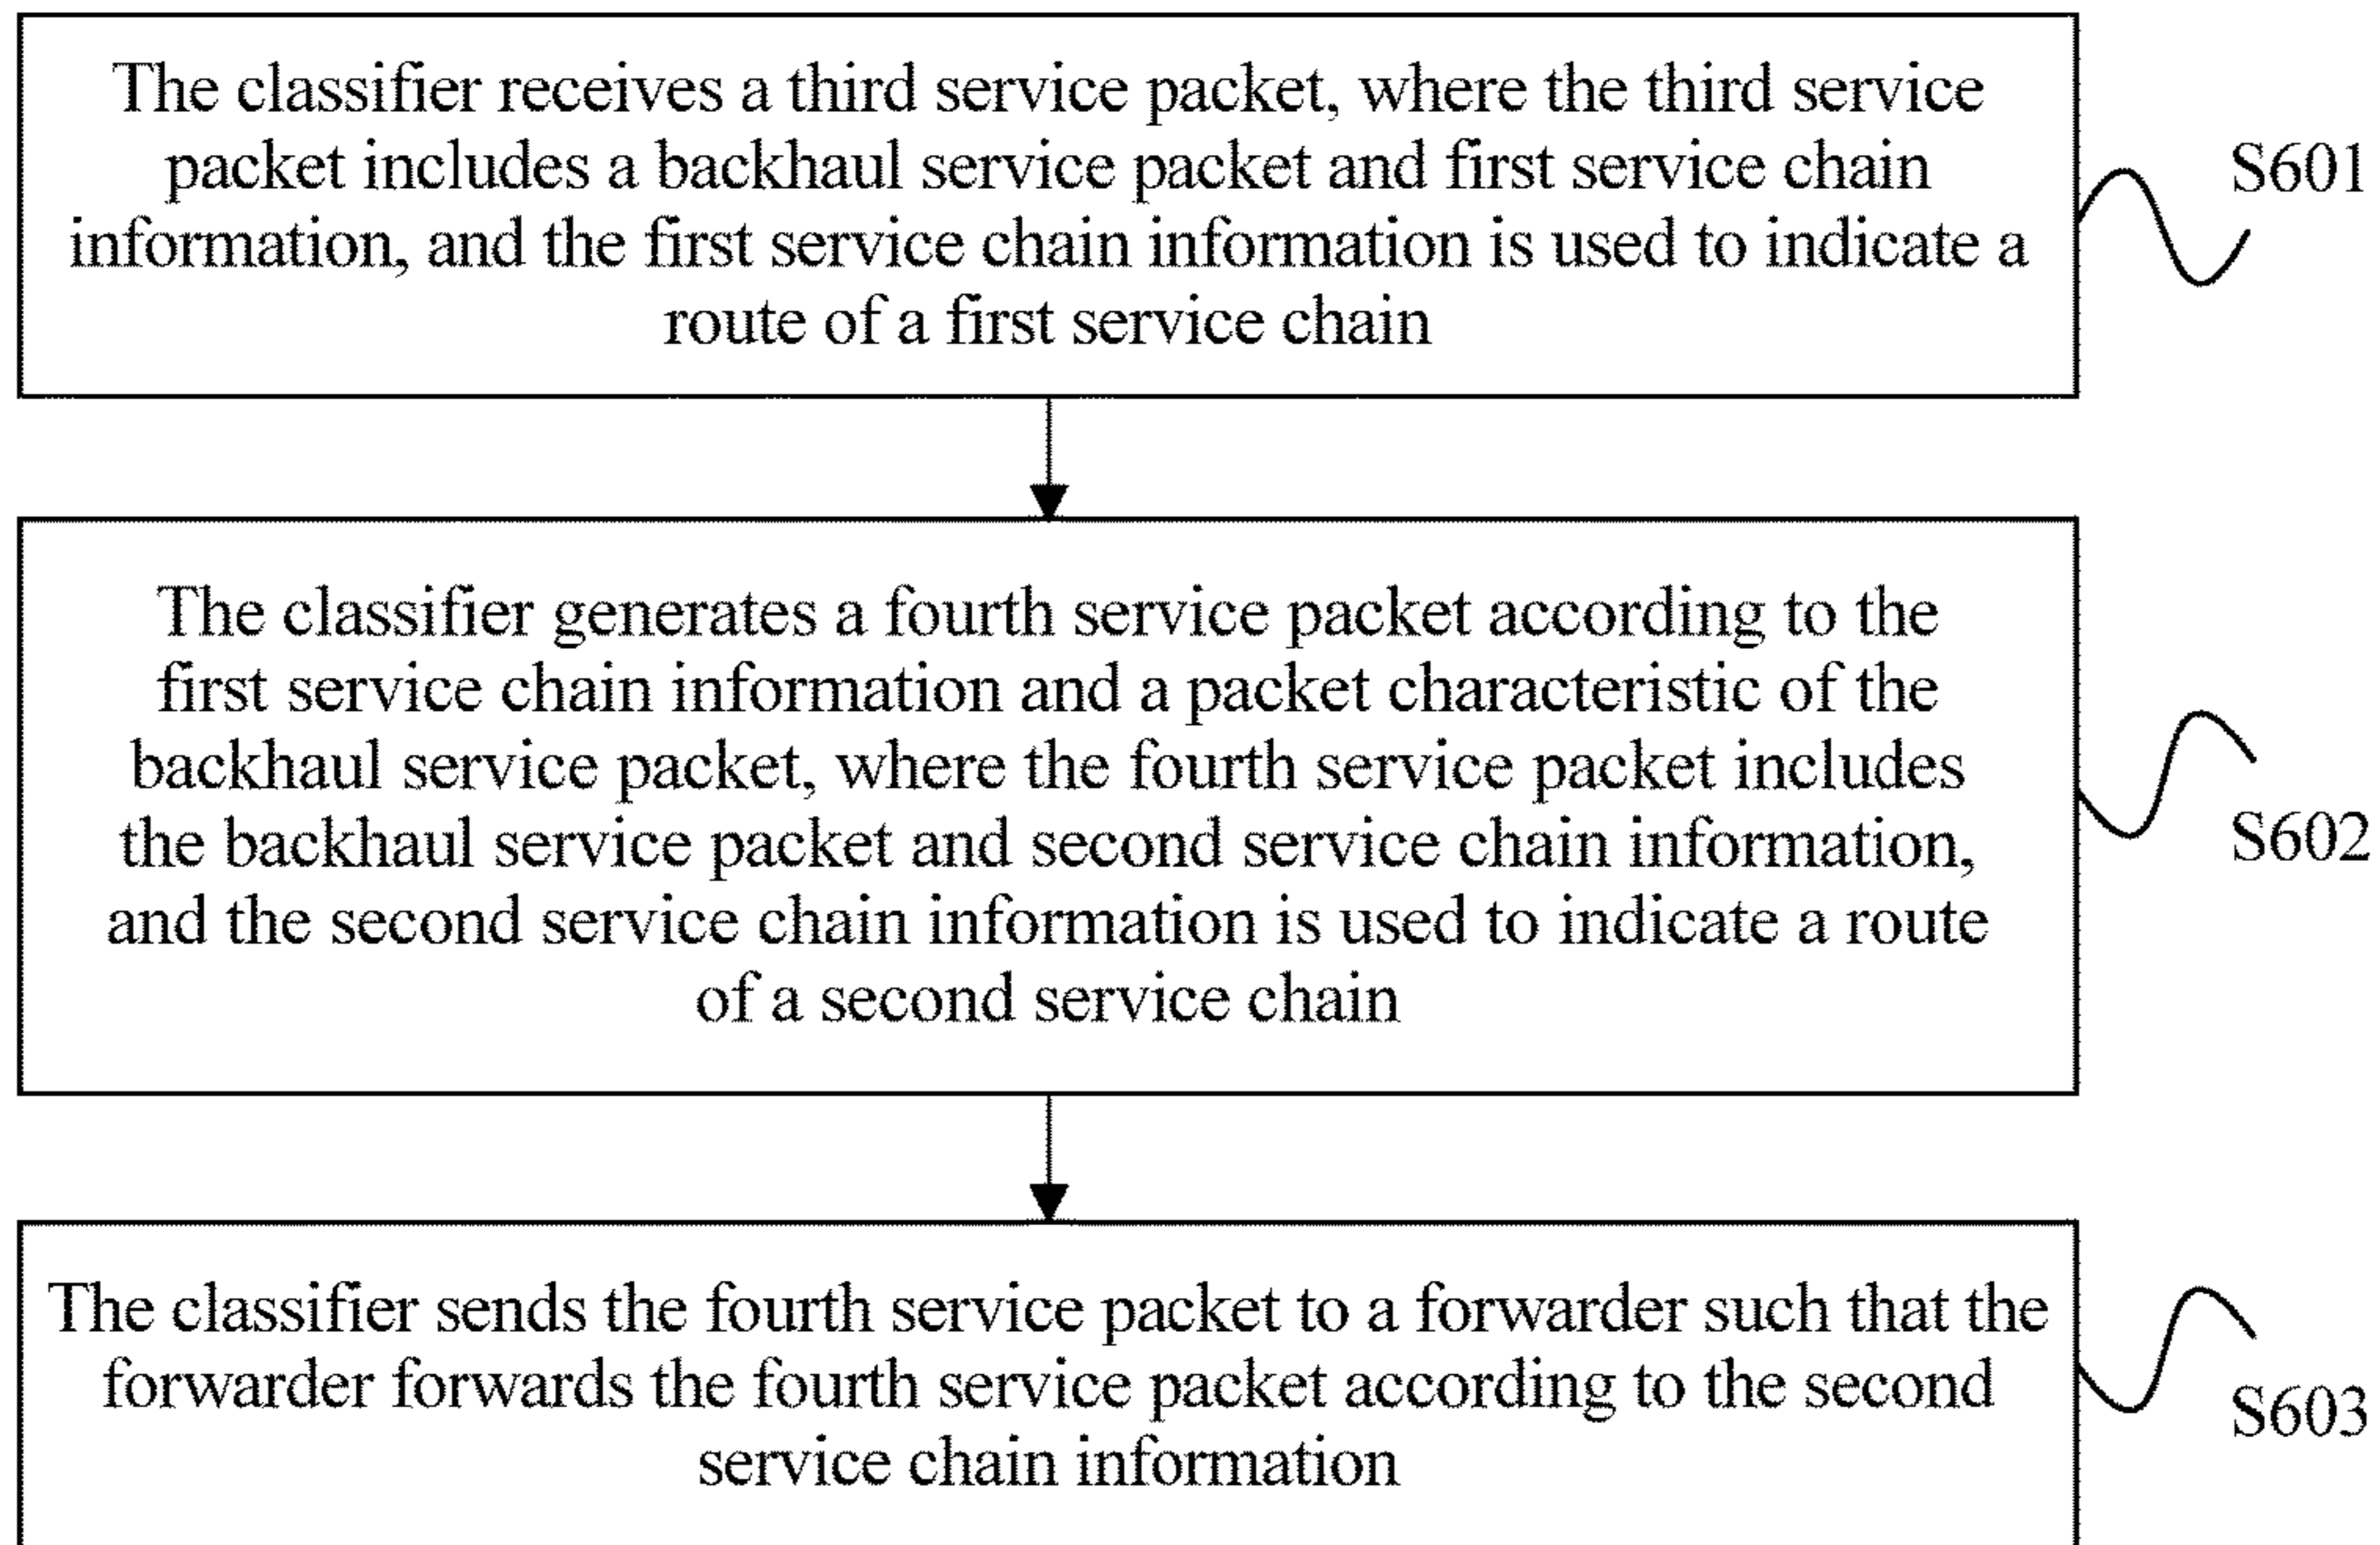 The classifier receives a third service packet, where the third service
packet includes a backhaul service packet and first service chain
information, and the first service chain information is used to indicate a
route of a first service chain
S601
The classifier generates a fourth service packet according to the
first service chain information and a packet characteristic of the
backhaul service packet, where the fourth service packet includes
the backhaul service packet and second service chain information,
and the second service chain information is used to indicate a route
of a second service chain
S602
The classifier sends the fourth service packet to a forwarder such that the
forwarder forwards the fourth service packet according to the second
service chain information
S603